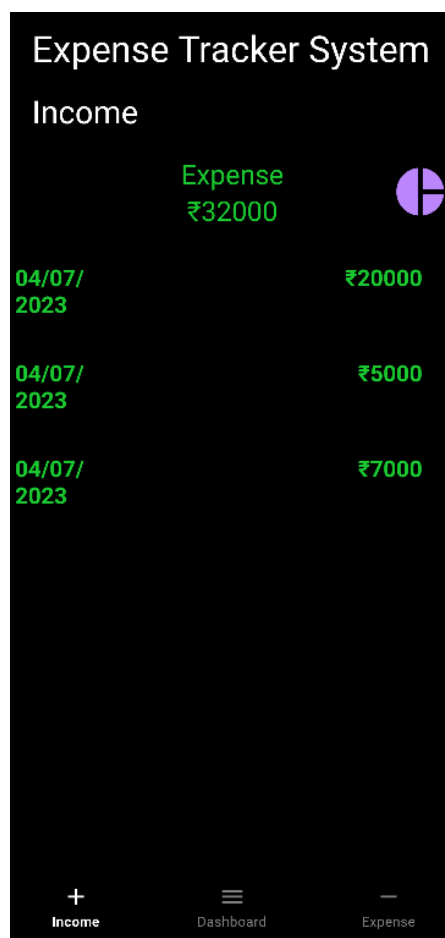 Expense Tracker System
Income
Expense
₹32000
04/07/
2023
₹20000
04/07/
2023
₹5000
04/07/
2023
₹7000
Income
Dashboard
Expense